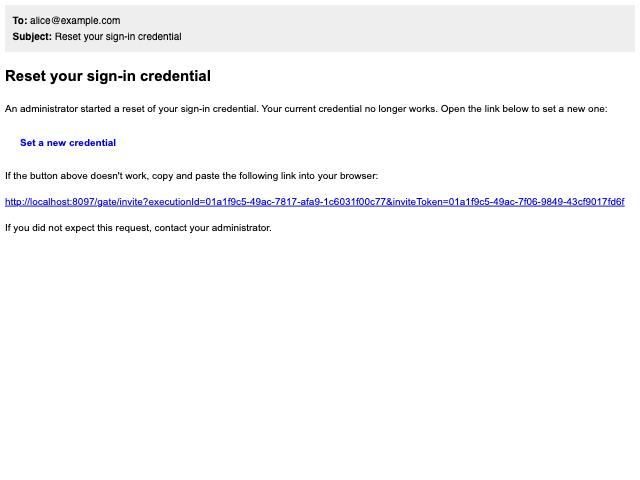 To: alice@example.com
Subject: Reset your sign-in credential
Reset your sign-in credential
An administrator started a reset of your sign-in credential. Your current credential no longer works. Open the link below to set a new one:
Set a new credential
If the button above doesn't work, copy and paste the following link into your browser:
http://localhost:8097/gate/invite?executionId=01a1f9c5-49ac-7817-afa9-1c6031f00c77&inviteToken=01a1f9c5-49ac-7f06-9849-43cf9017fd6f
If you did not expect this request, contact your administrator.